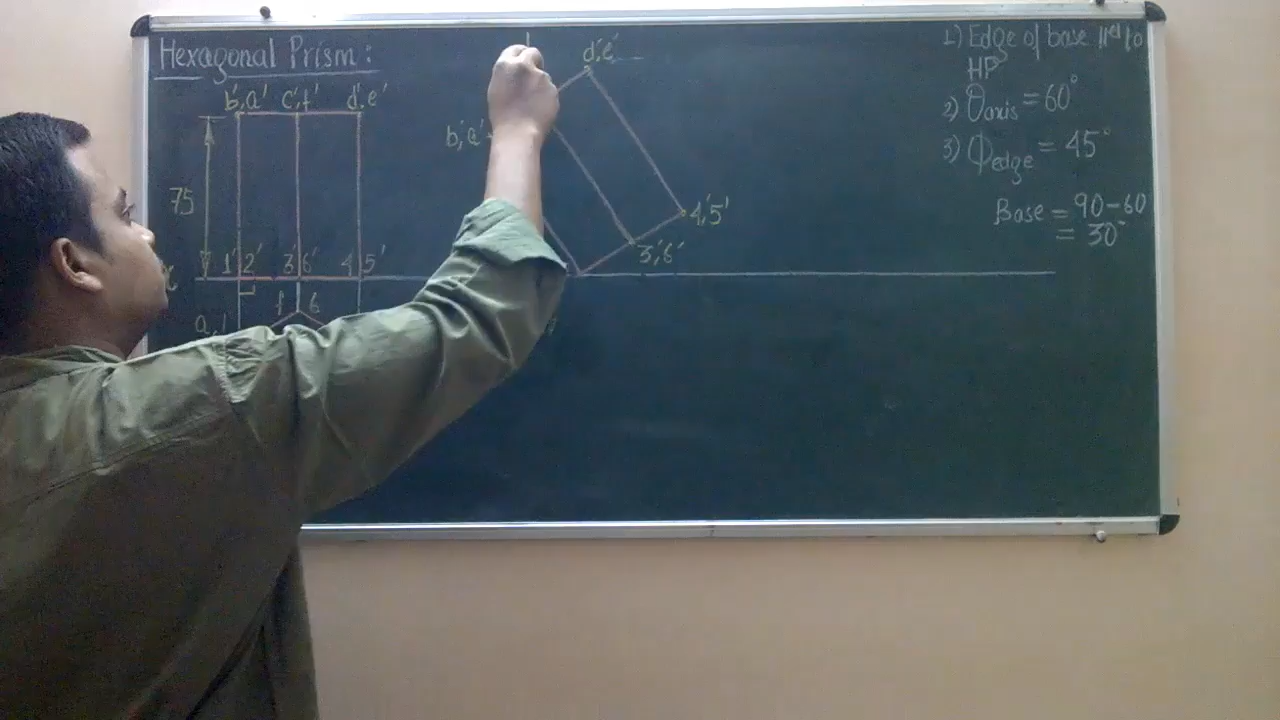 Hexagonal Prism:
b',a' c',f' d',e'
75
1' 2' 3' 6' 4 5'
x
f 6
a,1
d',e'
b',a'
4',5'
3',6'
1) Edge of base llel to
HP
2) θaxis = 60°
3) Φedge = 45°
Base = 90-60
= 30°